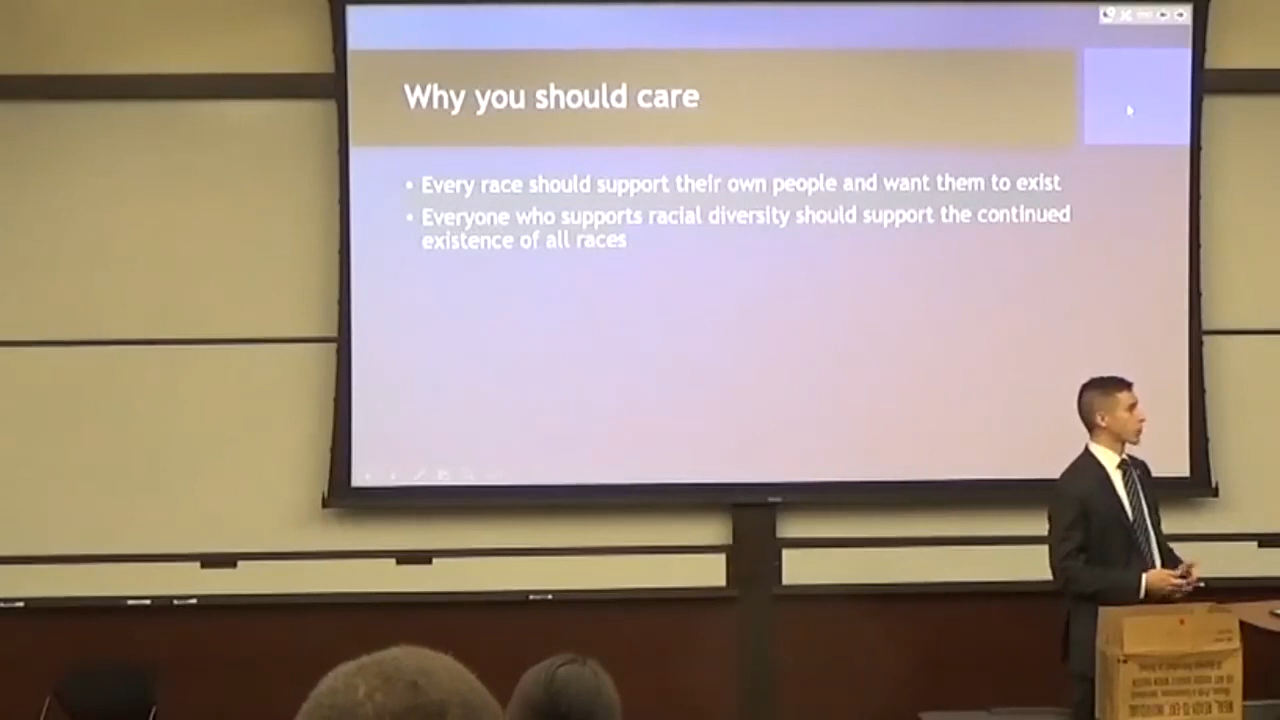 Why you should care
• Every race should support their own people and want them to exist
• Everyone who supports racial diversity should support the continued
existence of all races